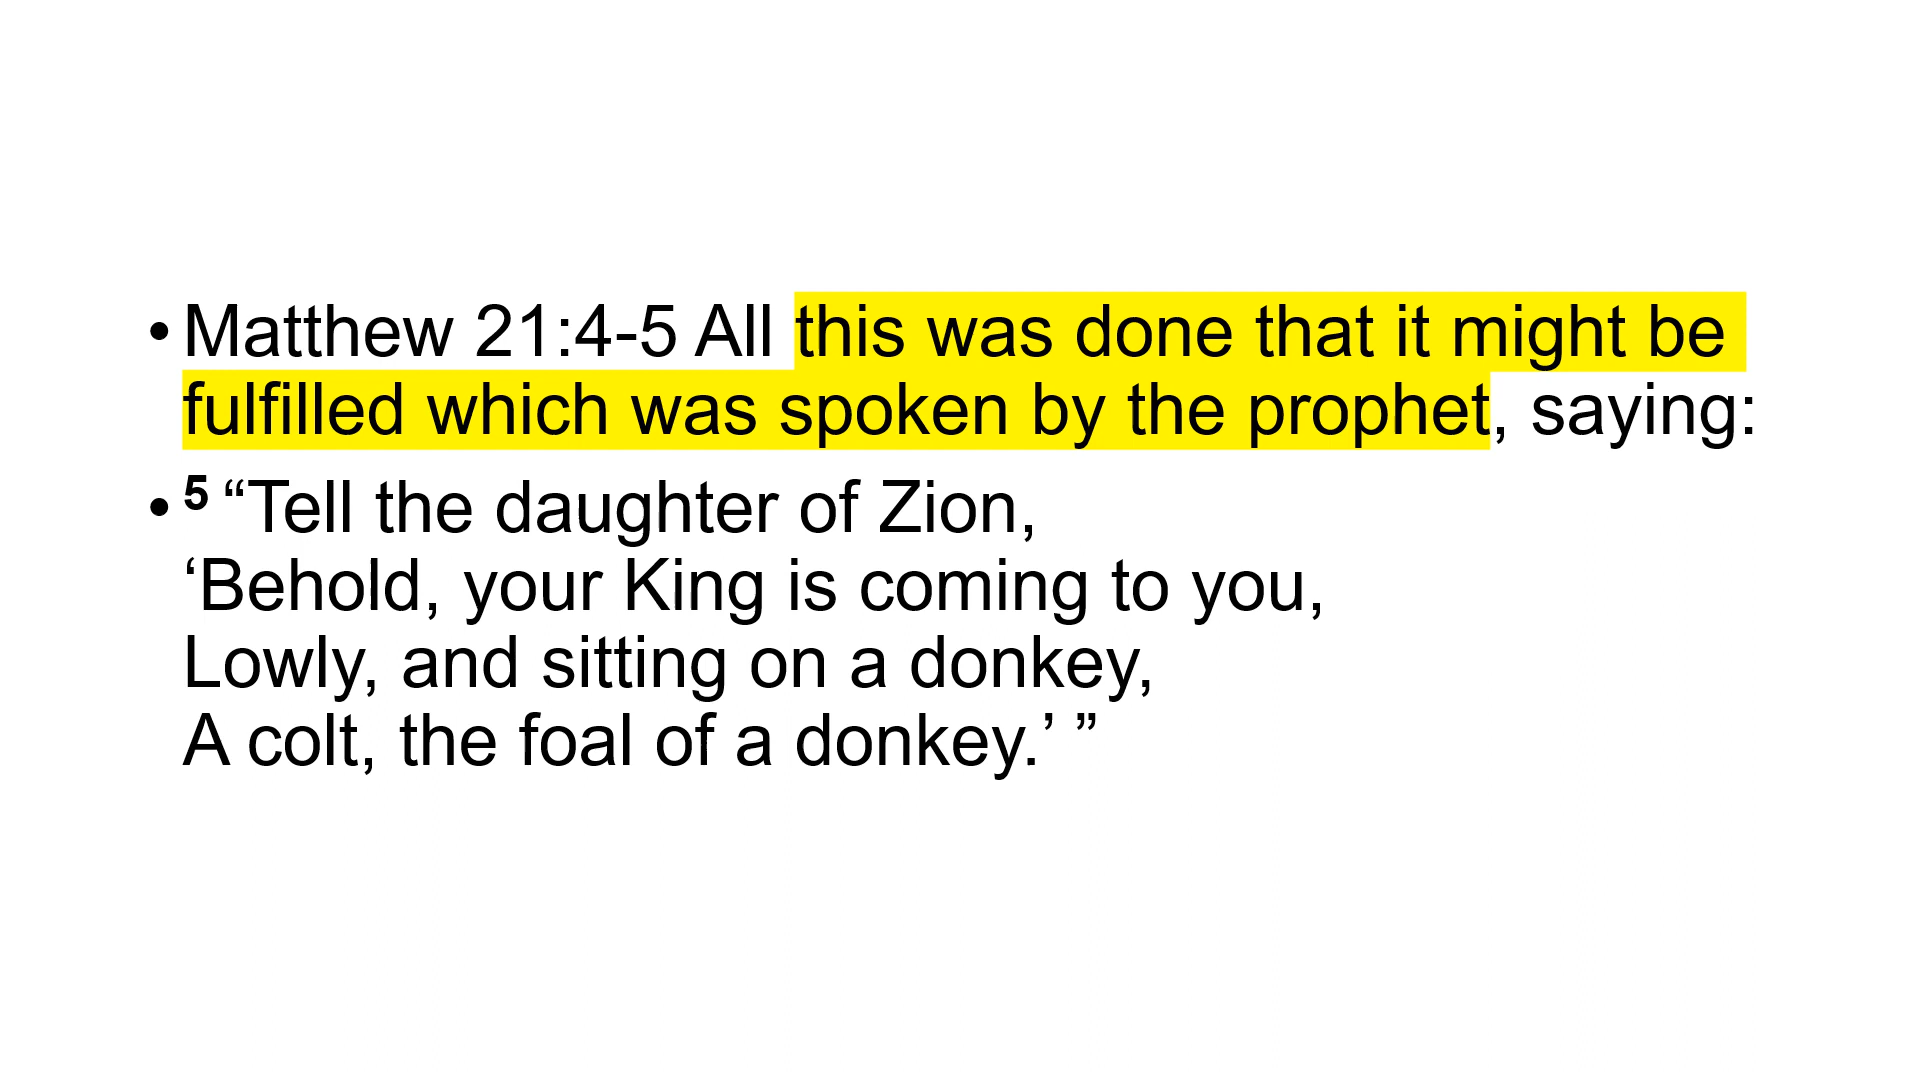 • Matthew 21:4-5 All this was done that it might be
fulfilled which was spoken by the prophet, saying:
• 5 “Tell the daughter of Zion,
‘Behold, your King is coming to you,
Lowly, and sitting on a donkey,
A colt, the foal of a donkey.’ ”